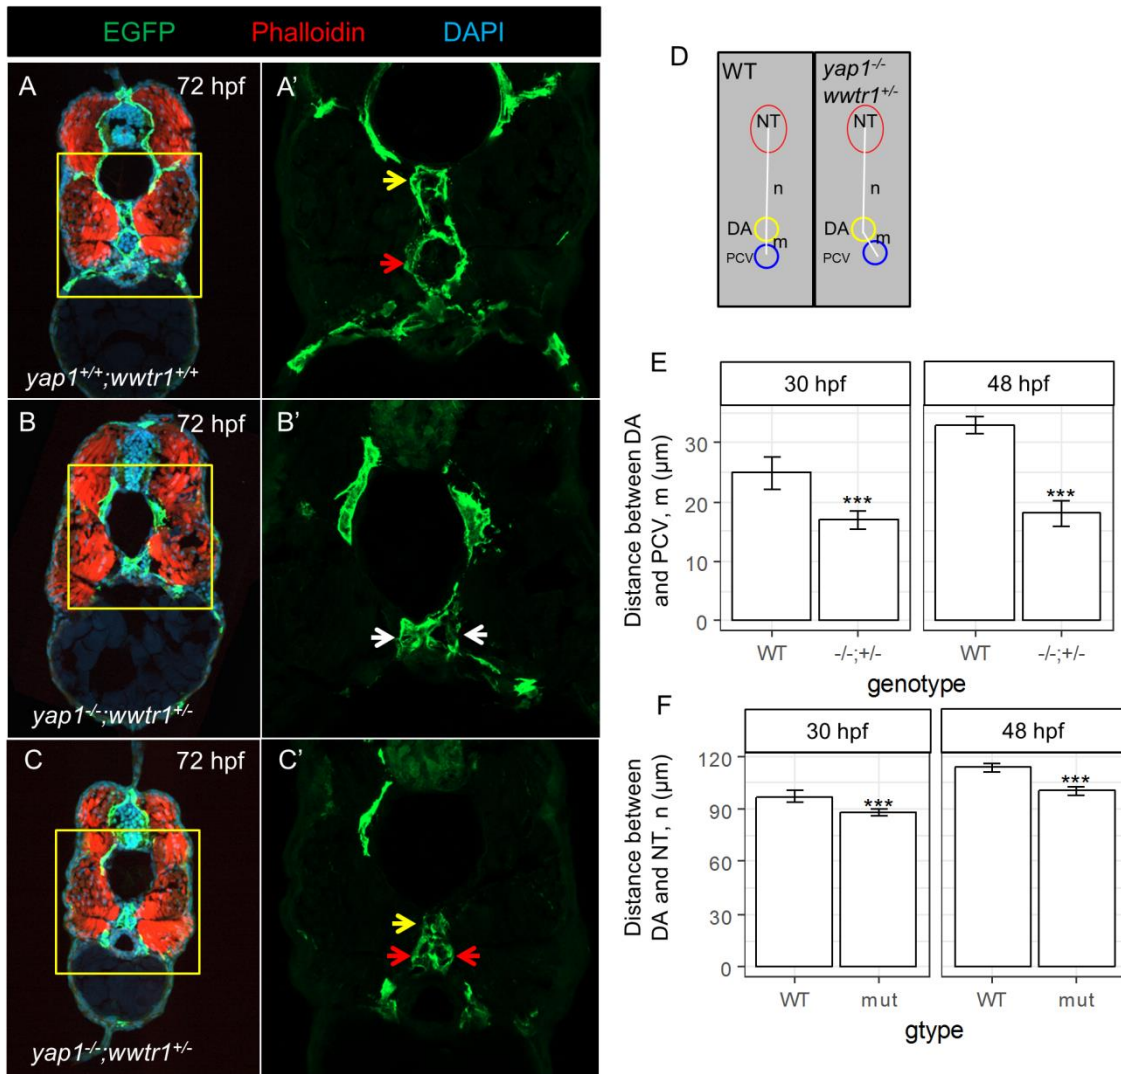 EGFP Phalloidin DAPI
A 72 hpf
yap1+/+;wwtr1+/+
A'
B 72 hpf
yap1-/-;wwtr1+/-
B'
C 72 hpf
yap1-/-;wwtr1+/-
C'
D
WT
NT
n
DA
m
PCV
yap1-/-
wwtr1+/-
NT
n
DA
m
PCV
E
30 hpf 48 hpf
Distance between DA
and PCV, m (µm)
30
20
10
0
***
***
WT -/-;+/- WT -/-;+/-
genotype
F
30 hpf 48 hpf
Distance between
DA and NT, n (µm)
120
90
60
30
0
***
***
WT mut WT mut
gtype